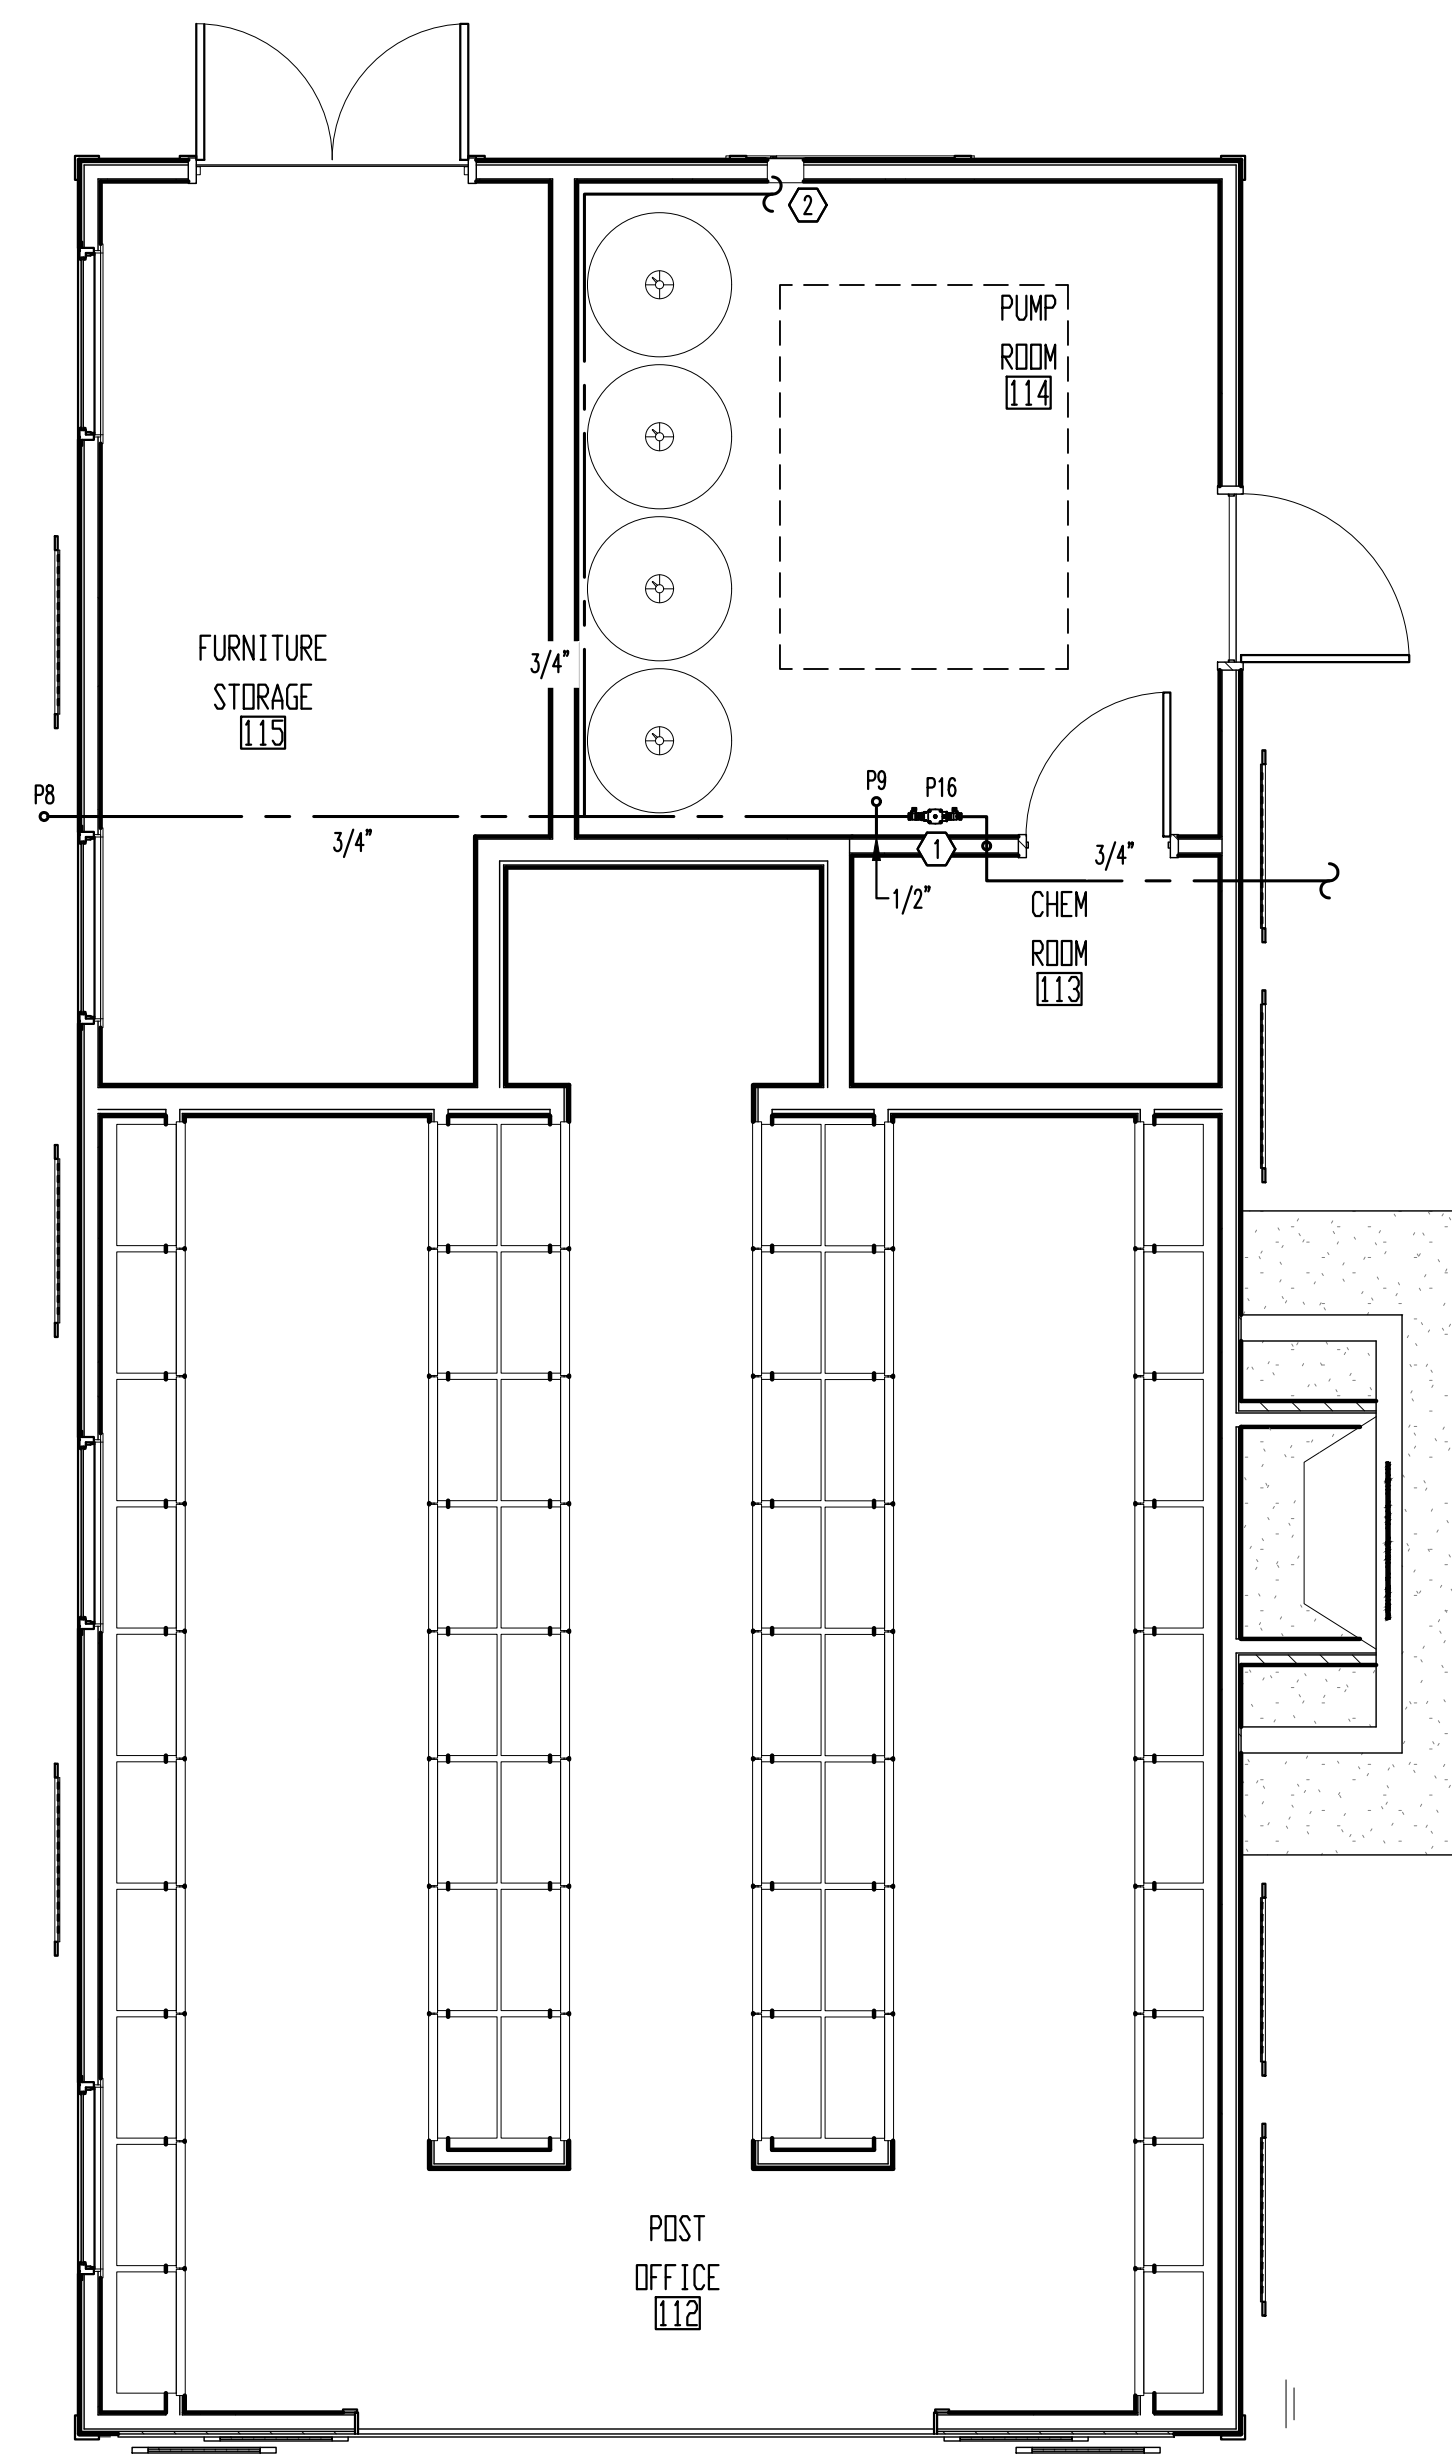 2
PUMP
ROOM
114
FURNITURE
STORAGE
115
3/4"
P8
P9
P16
3/4"
1
3/4"
1/2"
CHEM
ROOM
113
POST
OFFICE
112